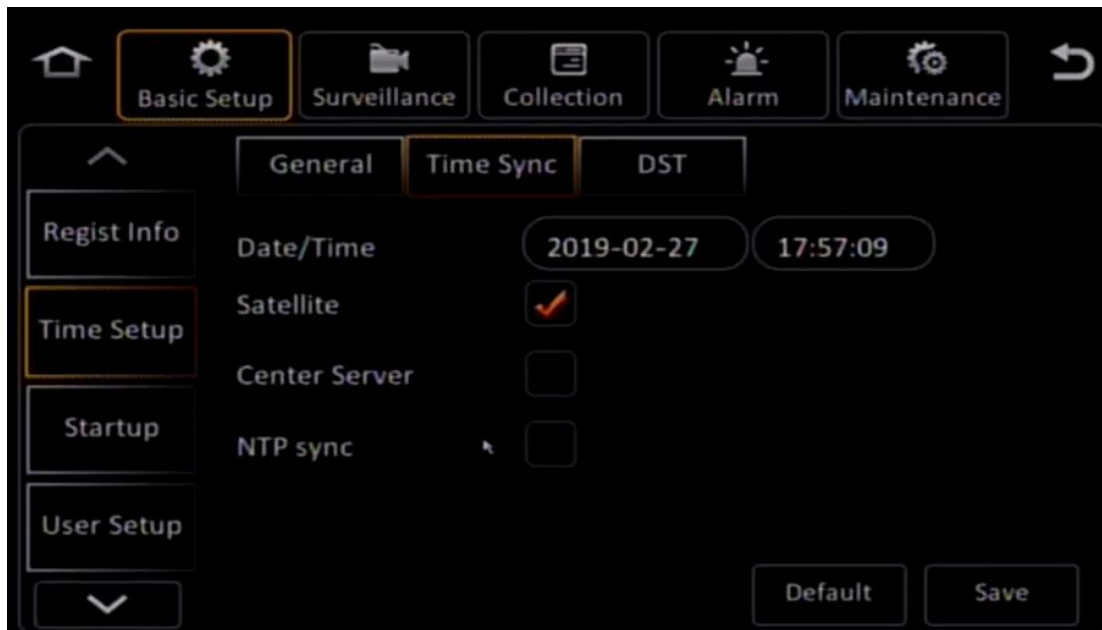 Basic Setup Surveillance Collection Alarm Maintenance
General Time Sync DST
Regist Info
Date/Time 2019-02-27 17:57:09
Satellite
Time Setup
Center Server
Startup
NTP sync
User Setup
Default Save